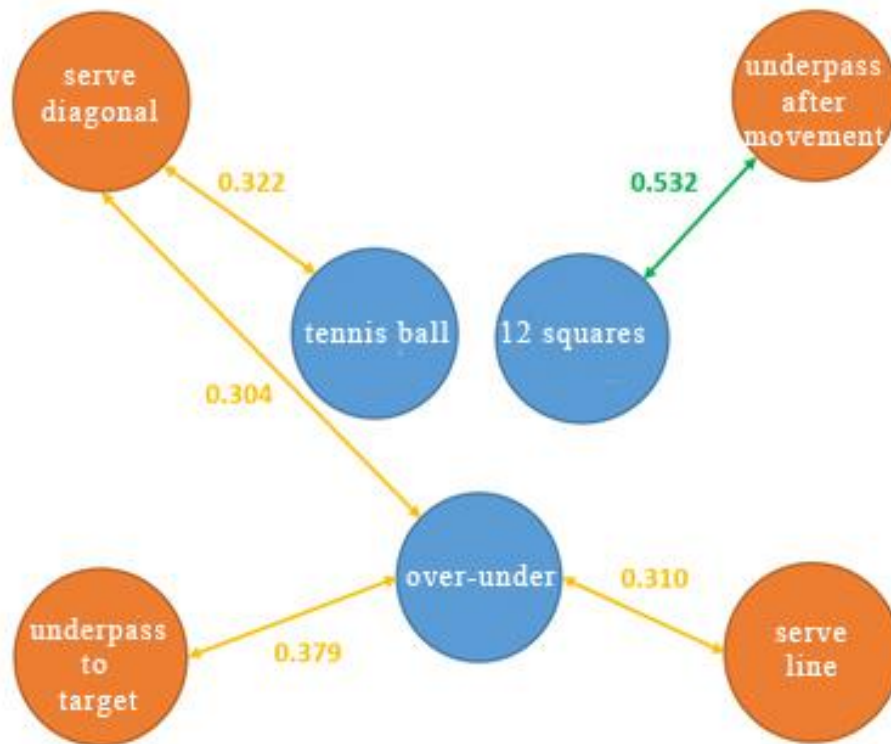 serve
diagonal
underpass
after
movement
0.322
0.532
tennis ball
12 squares
0.304
over-under
0.310
0.379
underpass
to
target
serve
line